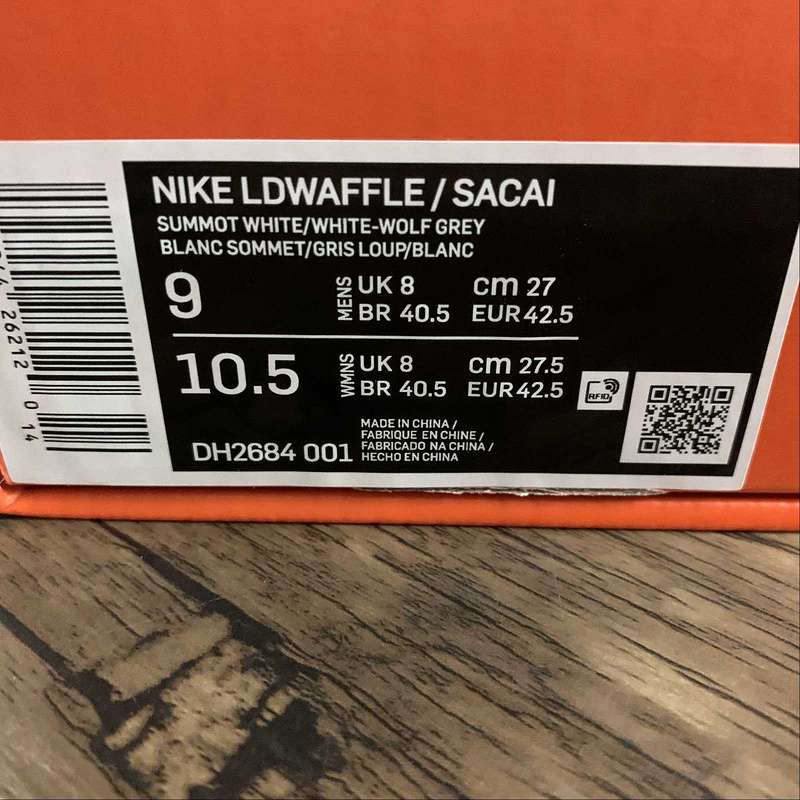 NIKE LDWAFFLE / SACAI
SUMMOT WHITE/WHITE-WOLF GREY
BLANC SOMMET/GRIS LOUP/BLANC
9
MENS
UK 8 cm 27
BR 40.5 EUR 42.5
10.5
WMNS
UK 8 cm 27.5
BR 40.5 EUR 42.5
RFID
DH2684 001
MADE IN CHINA /
FABRIQUE EN CHINE /
FABRICADO NA CHINA /
HECHO EN CHINA
26212 0 14